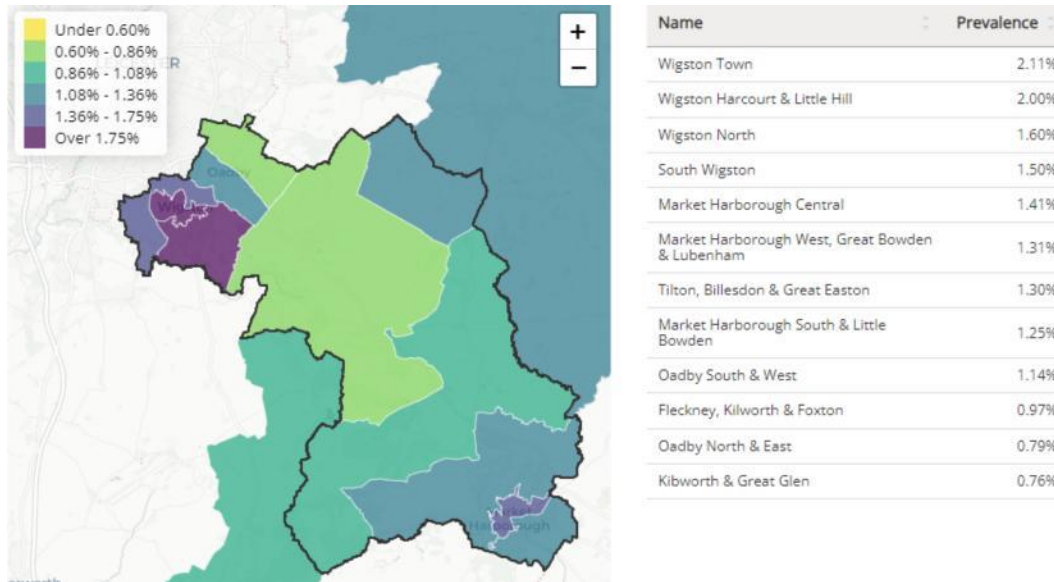 Under 0.60%
0.60% - 0.86%
0.86% - 1.08%
1.08% - 1.36%
1.36% - 1.75%
Over 1.75%
+
−
Oadby
Harborough
Name
Prevalence
Wigston Town
2.11%
Wigston Harcourt & Little Hill
2.00%
Wigston North
1.60%
South Wigston
1.50%
Market Harborough Central
1.41%
Market Harborough West, Great Bowden
& Lubenham
1.31%
Tilton, Billesdon & Great Easton
1.30%
Market Harborough South & Little
Bowden
1.25%
Oadby South & West
1.14%
Fleckney, Kilworth & Foxton
0.97%
Oadby North & East
0.79%
Kibworth & Great Glen
0.76%